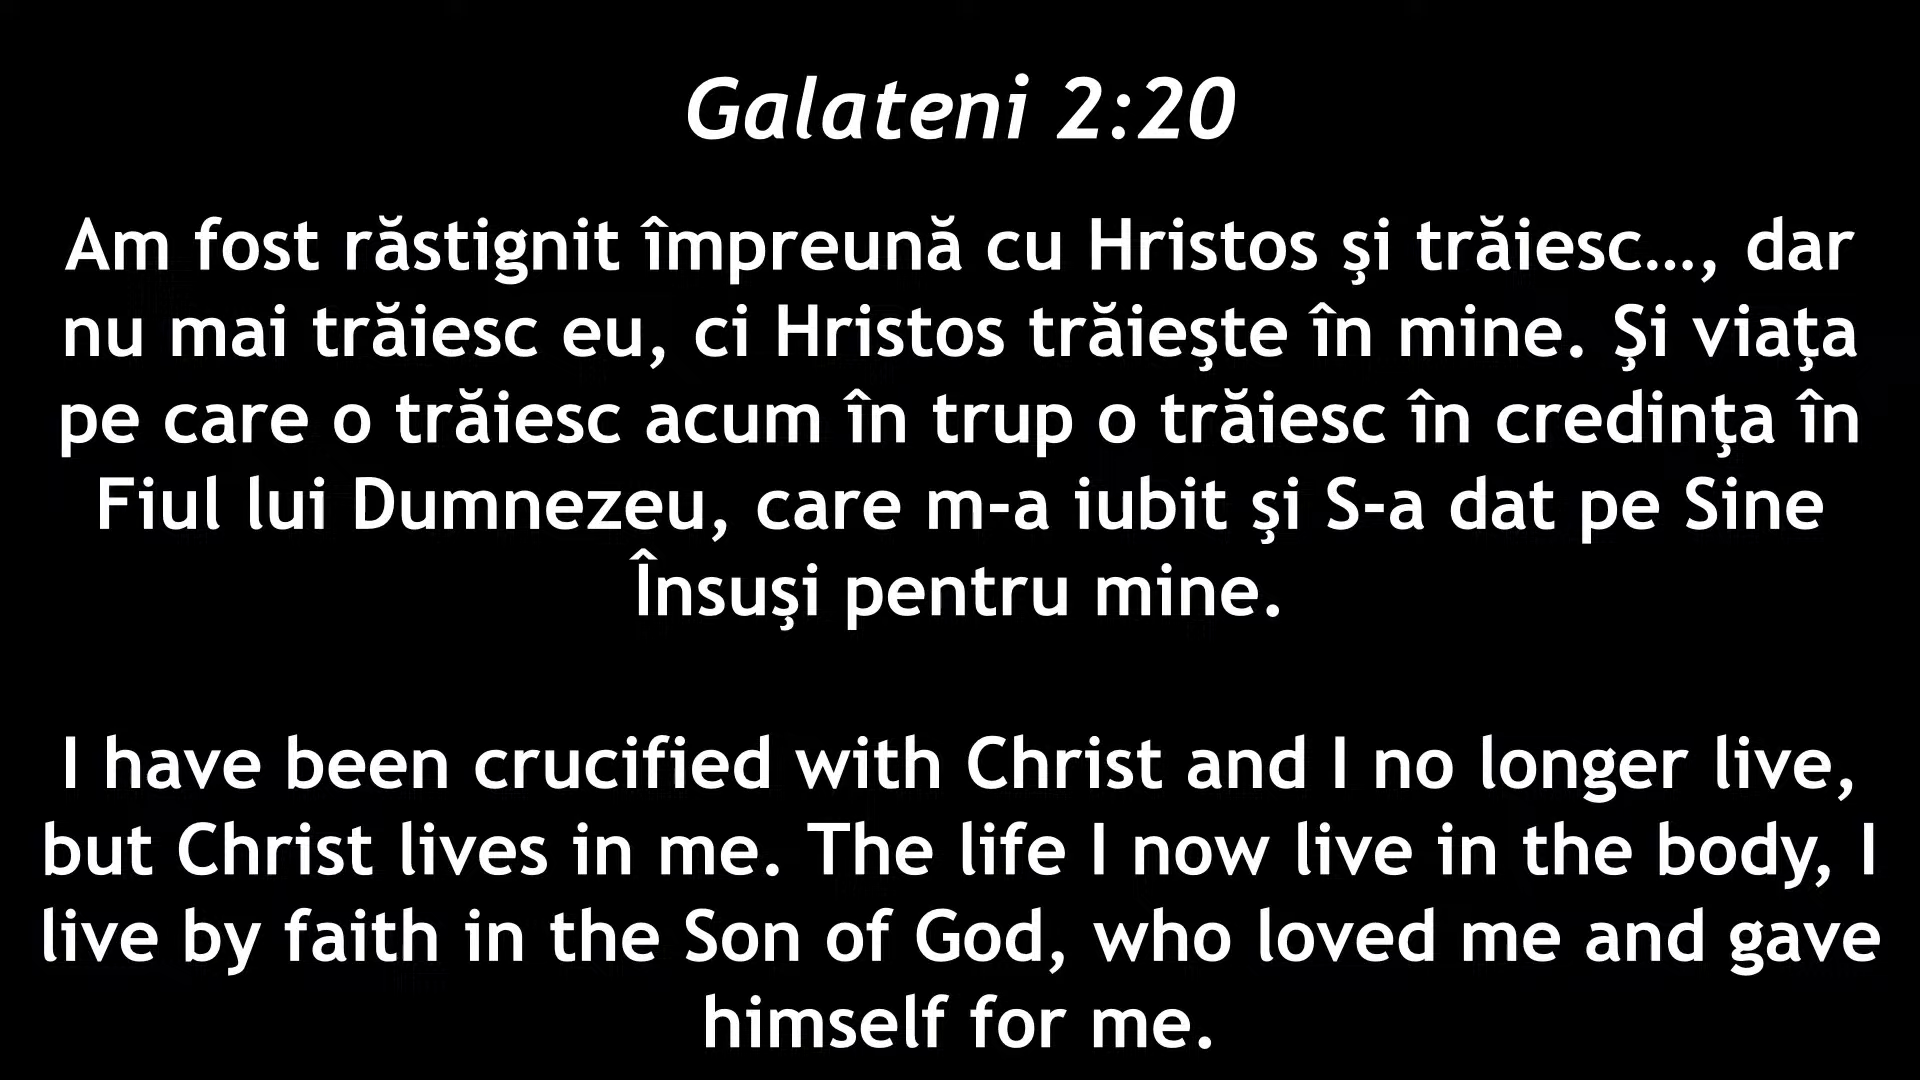 Galateni 2:20
Am fost răstignit împreună cu Hristos şi trăiesc…, dar
nu mai trăiesc eu, ci Hristos trăieşte în mine. Şi viaţa
pe care o trăiesc acum în trup o trăiesc în credinţa în
Fiul lui Dumnezeu, care m-a iubit şi S-a dat pe Sine
Însuşi pentru mine.
I have been crucified with Christ and I no longer live,
but Christ lives in me. The life I now live in the body, I
live by faith in the Son of God, who loved me and gave
himself for me.